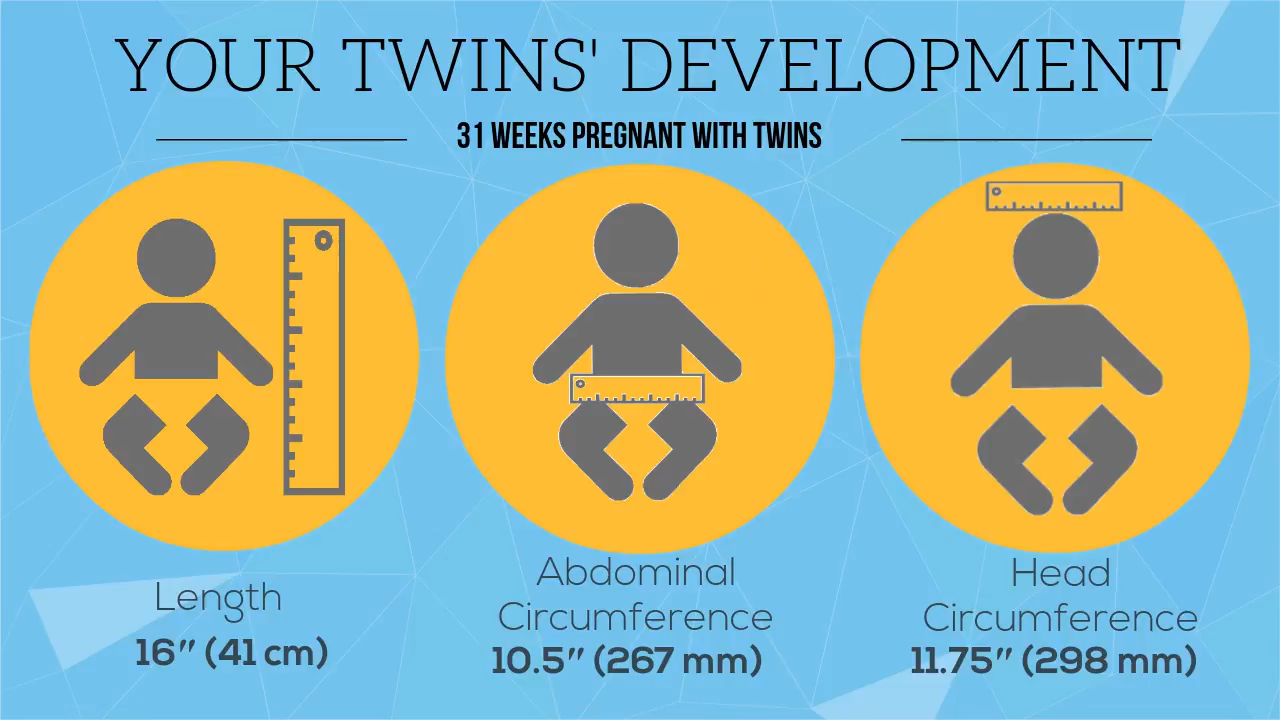 YOUR TWINS' DEVELOPMENT
31 WEEKS PREGNANT WITH TWINS
Length
16″ (41 cm)
Abdominal
Circumference
10.5″ (267 mm)
Head
Circumference
11.75″ (298 mm)